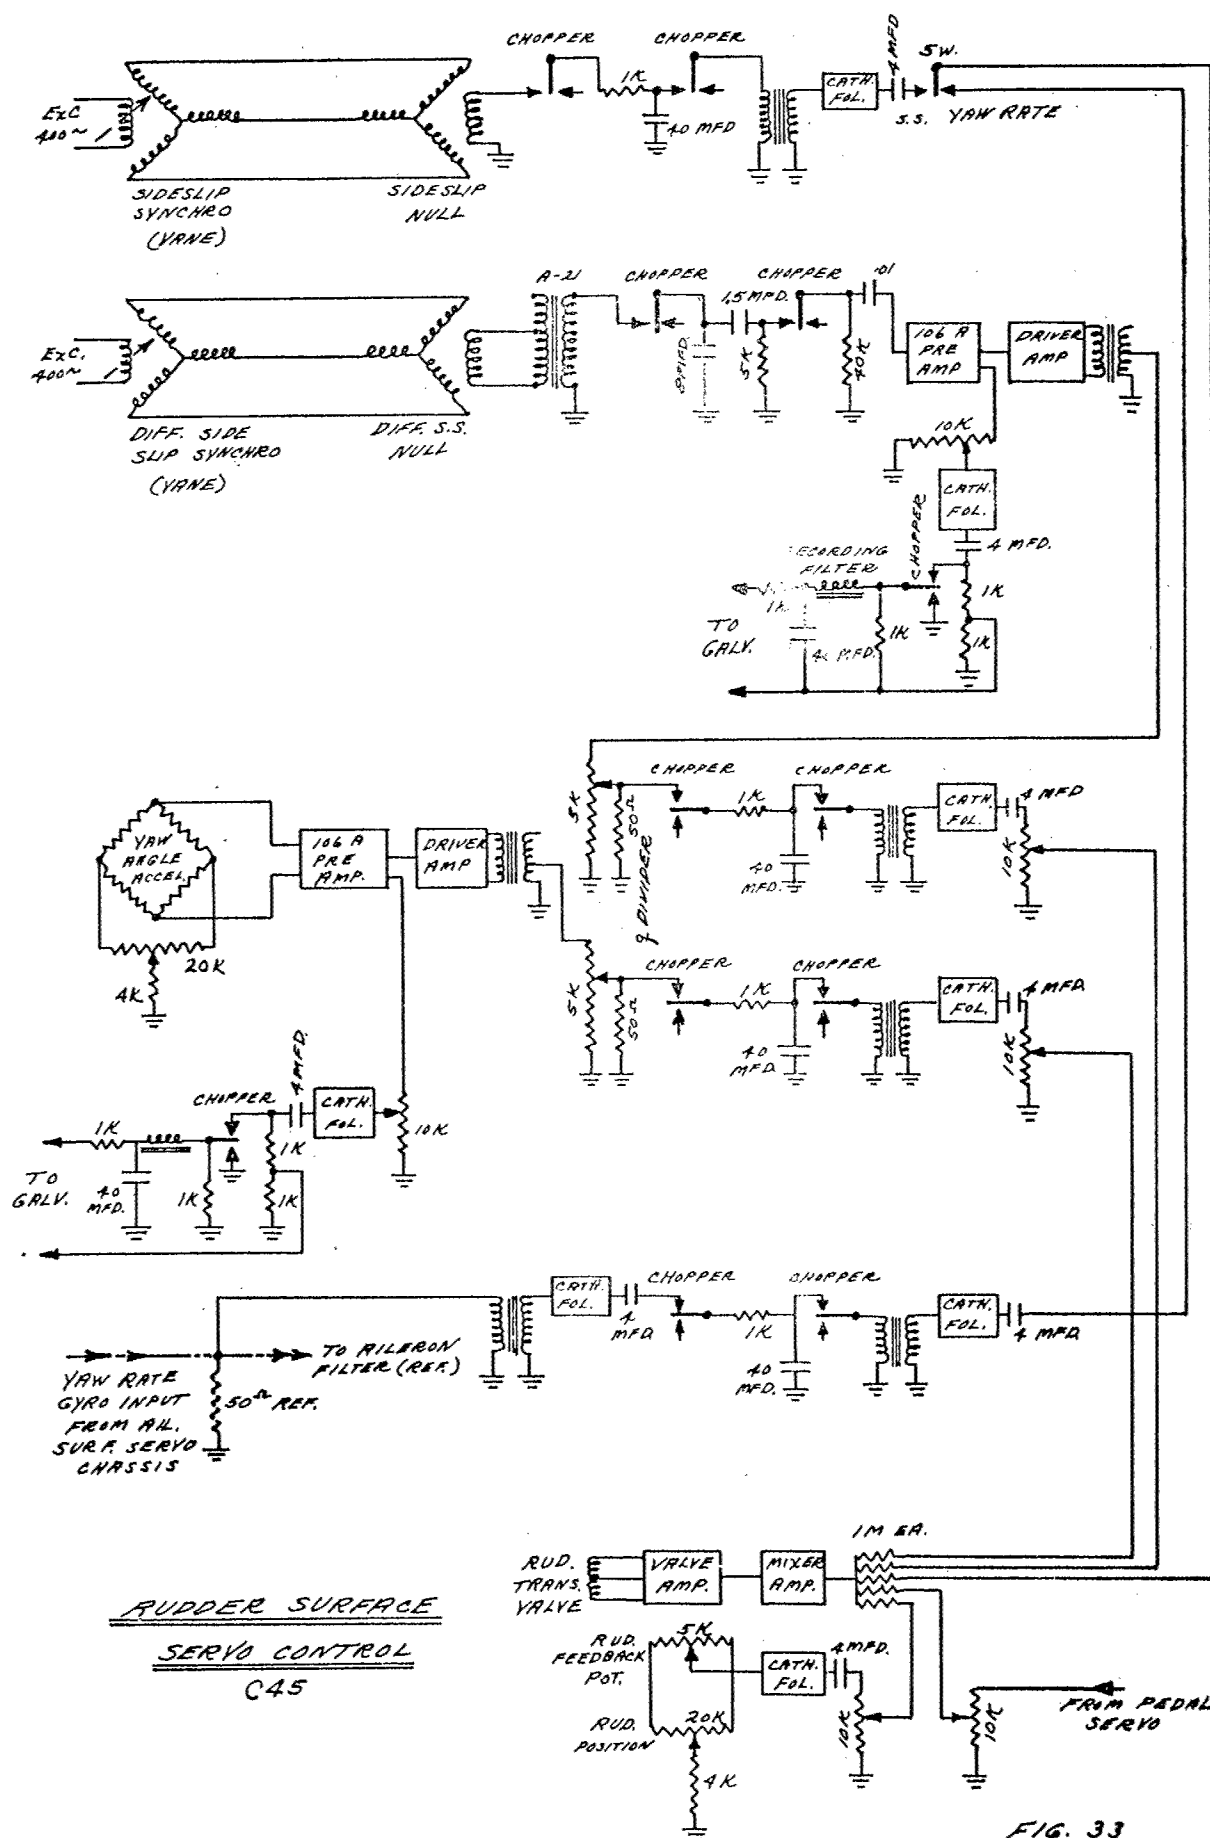 CHOPPER
CHOPPER
4 MFD
SW.
1K
CATH.
FOL.
EXC
400~
40 MFD
S.S.
YAW RATE
SIDESLIP
SYNCHRO
(VANE)
SIDESLIP
NULL
A-21
CHOPPER
CHOPPER
.01
1.5 MFD.
EXC.
400~
5K
40K
106 A
PRE
AMP
DRIVER
AMP
DIFF. SIDE
SLIP SYNCHRO
(VANE)
DIFF. S.S.
NULL
10K
CATH.
FOL.
CHOPPER
4 MFD.
ECORDING
FILTER
1K
1K
1K
1K
TO
GALV.
MFD.
CHOPPER
CHOPPER
5K
50Ω
1K
CATH.
FOL.
4 MFD
YAW
ANGLE
ACCEL.
106 A
PRE
AMP.
DRIVER
AMP
40
MFD.
10K
q DIVIDER
20K
4K
CHOPPER
CHOPPER
5K
50Ω
1K
CATH.
FOL.
4 MFD.
40
MFD.
10K
4 MFD.
CHOPPER
CATH.
FOL.
1K
1K
10K
TO
GALV.
40
MFD.
1K
1K
CATH.
FOL.
CHOPPER
CHOPPER
4
MFD.
1K
CATH.
FOL.
4 MFD.
TO AILERON
FILTER (REF.)
40
MFD.
YAW RATE
GYRO INPUT
FROM AIL.
SURF. SERVO
CHASSIS
50Ω REF.
1M EA.
RUD.
TRANS.
VALVE
VALVE
AMP.
MIXER
AMP.
RUDDER SURFACE
SERVO CONTROL
C45
RUD.
FEEDBACK
POT.
5K
CATH.
FOL.
4 MFD.
RUD.
POSITION
20K
10K
10K
FROM PEDAL
SERVO
4K
FIG. 33